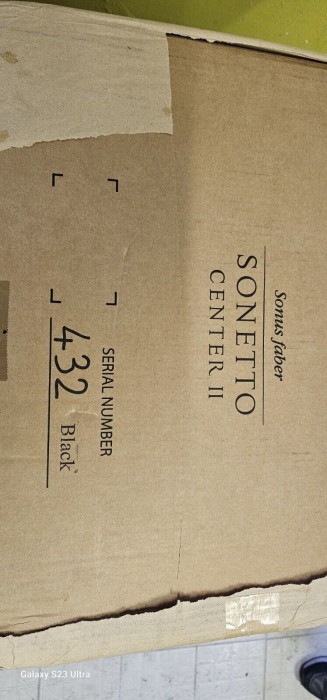 Sonus faber
SONETTO
CENTER II
SERIAL NUMBER
432 Black
Galaxy S23 Ultra